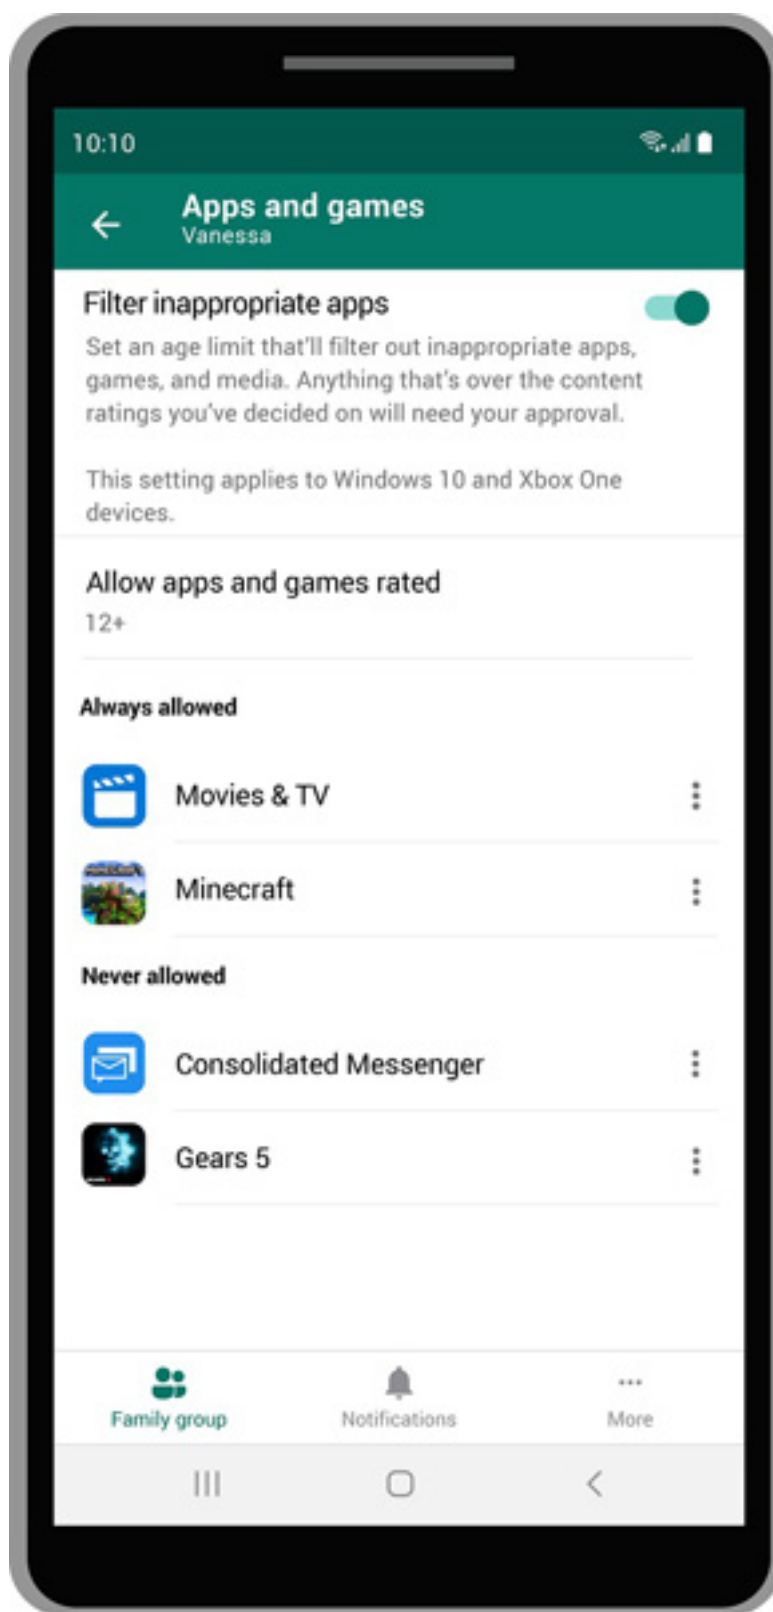 10:10
Apps and games
Vanessa
Filter inappropriate apps
Set an age limit that'll filter out inappropriate apps,
games, and media. Anything that's over the content
ratings you've decided on will need your approval.
This setting applies to Windows 10 and Xbox One
devices.
Allow apps and games rated
12+
Always allowed
Movies & TV
MINECRAFT
Minecraft
Never allowed
Consolidated Messenger
Gears 5
Family group
Notifications
More